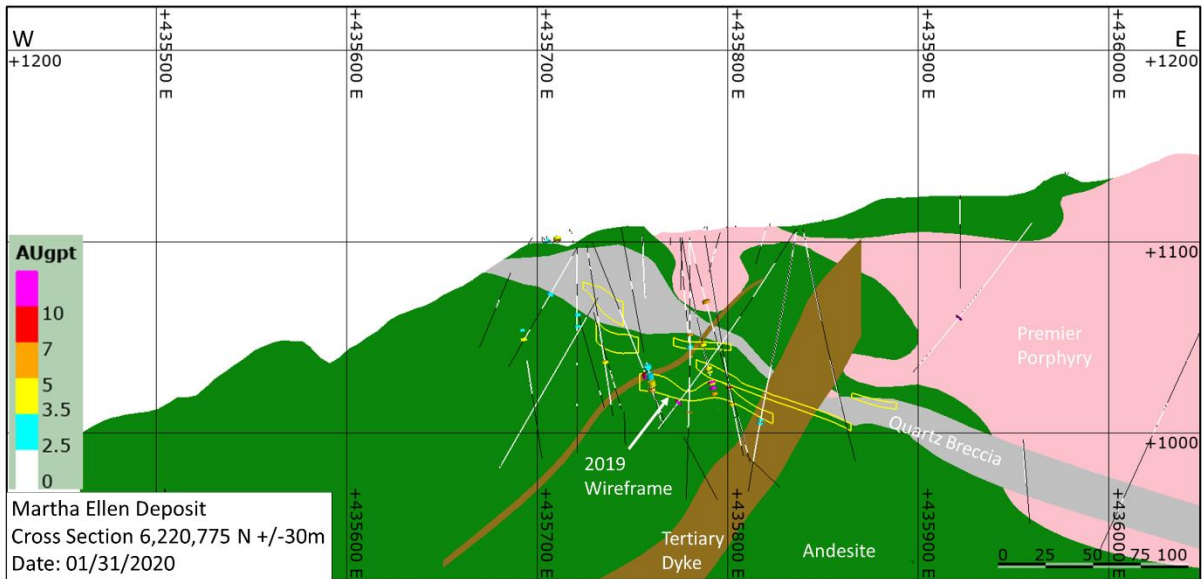 W
E
+1200
+1200
+435500 E
+435600 E
+435700 E
+435800 E
+435900 E
+436000 E
+1100
+1100
AUgpt
10
7
5
3.5
2.5
0
Premier
Porphyry
+1000
+1000
Quartz Breccia
2019
Wireframe
Tertiary
Dyke
Andesite
+435600 E
+435700 E
+435800 E
+435900 E
+436000 E
0 25 50 75 100
Martha Ellen Deposit
Cross Section 6,220,775 N +/-30m
Date: 01/31/2020